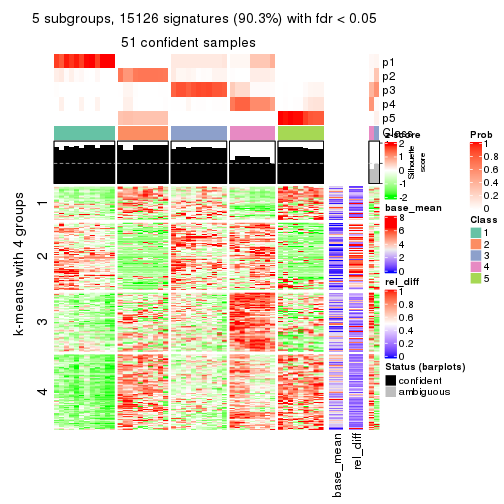 5 subgroups, 15126 signatures (90.3%) with fdr < 0.05
51 confident samples
p1
p2
p3
p4
p5
Class
Silhouette score
k-means with 4 groups
1
2
3
4
base_mean
rel_diff
z-score
2
1
0
-1
-2
base_mean
8
6
4
2
0
rel_diff
1
0.8
0.6
0.4
0.2
0
Status (barplots)
confident
ambiguous
Prob
1
0.8
0.6
0.4
0.2
0
Class
1
2
3
4
5